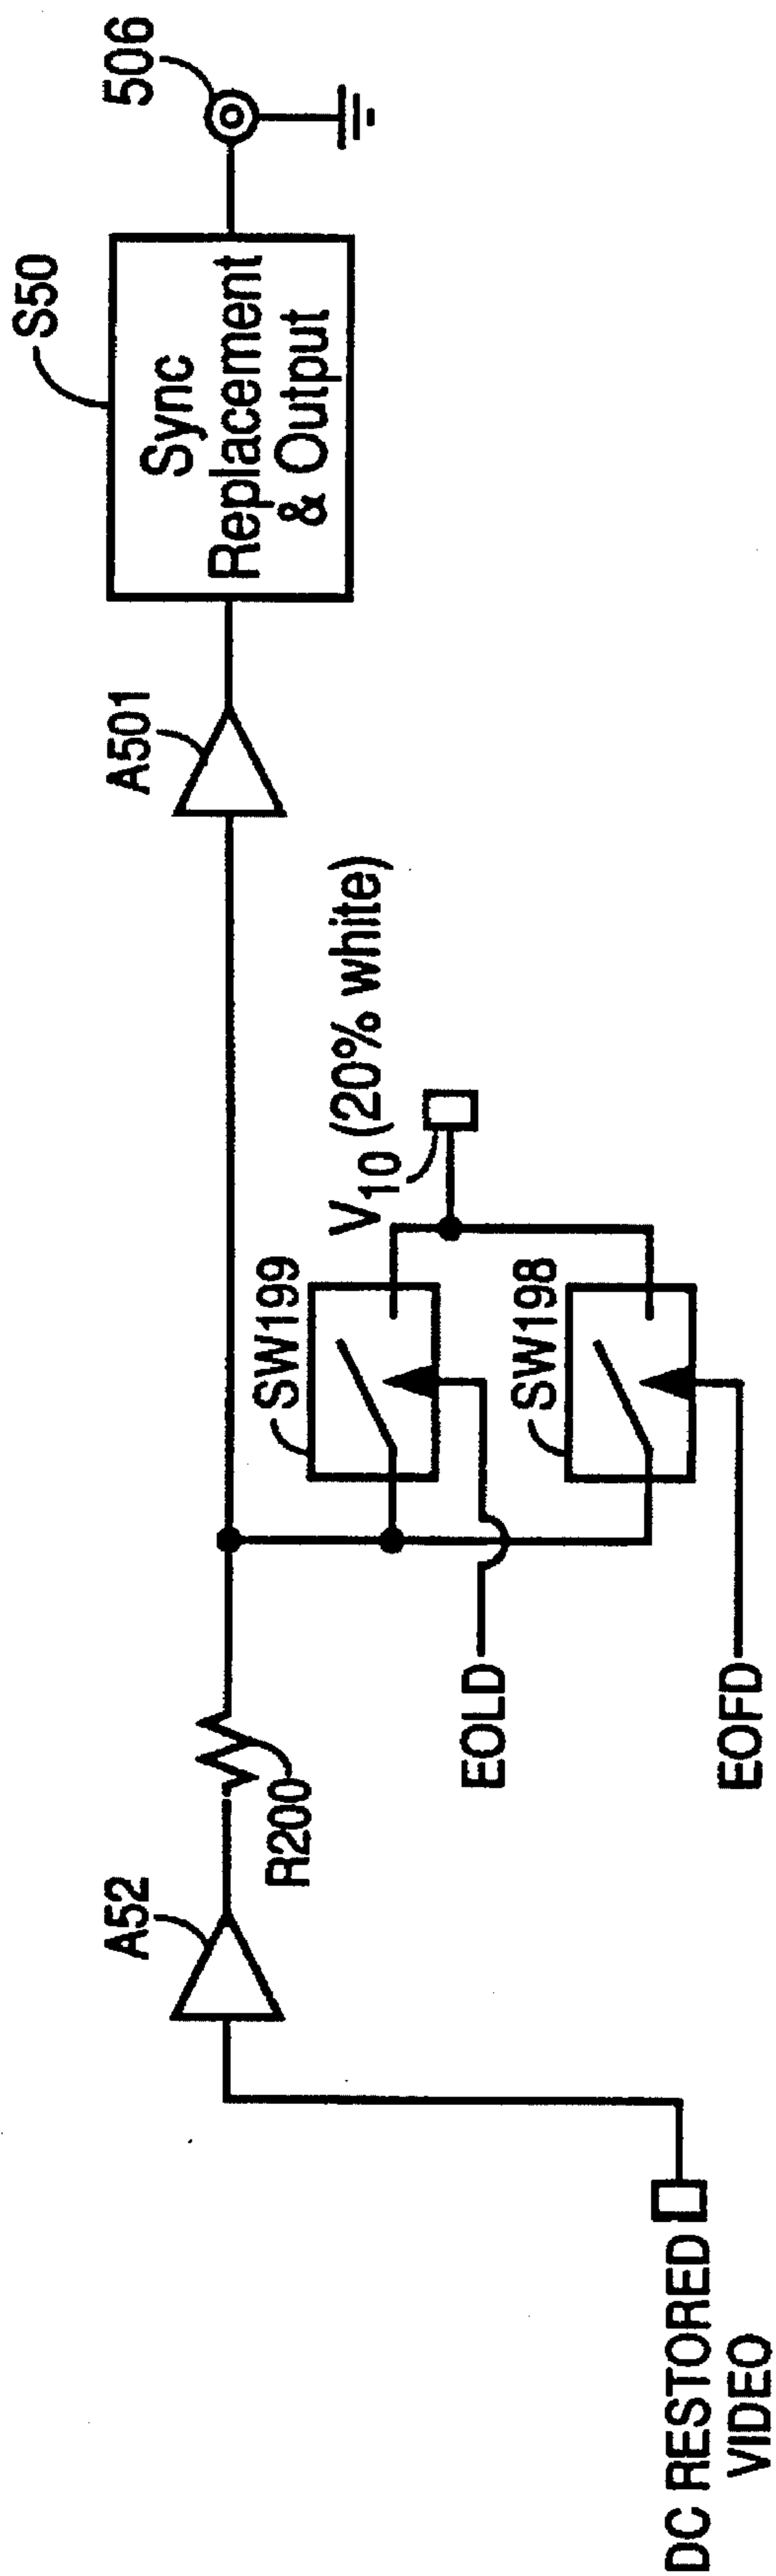 DC RESTORED
VIDEO
A52
R200
EOLD
EOFD
SW199
SW198
V10 (20% white)
A501
S50
Sync
Replacement
& Output
506